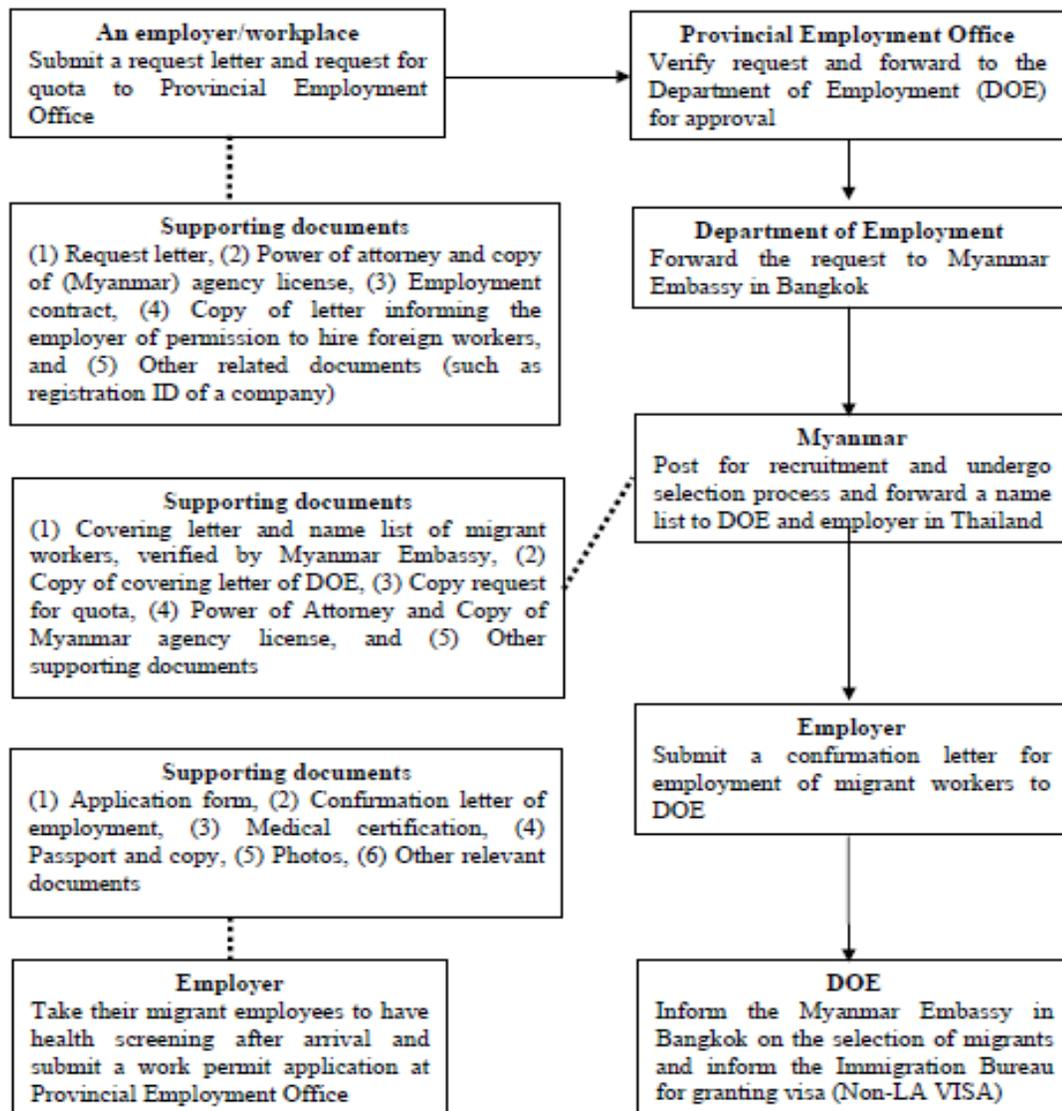 An employer/workplace
Submit a request letter and request for
quota to Provincial Employment
Office
Provincial Employment Office
Verify request and forward to the
Department of Employment (DOE)
for approval
Supporting documents
(1) Request letter, (2) Power of attorney and copy
of (Myanmar) agency license, (3) Employment
contract, (4) Copy of letter informing the
employer of permission to hire foreign workers,
and (5) Other related documents (such as
registration ID of a company)
Department of Employment
Forward the request to Myanmar
Embassy in Bangkok
Myanmar
Post for recruitment and undergo
selection process and forward a name
list to DOE and employer in Thailand
Supporting documents
(1) Covering letter and name list of migrant
workers, verified by Myanmar Embassy, (2)
Copy of covering letter of DOE, (3) Copy request
for quota, (4) Power of Attorney and Copy of
Myanmar agency license, and (5) Other
supporting documents
Employer
Submit a confirmation letter for
employment of migrant workers to
DOE
Supporting documents
(1) Application form, (2) Confirmation letter of
employment, (3) Medical certification, (4)
Passport and copy, (5) Photos, (6) Other relevant
documents
Employer
Take their migrant employees to have
health screening after arrival and
submit a work permit application at
Provincial Employment Office
DOE
Inform the Myanmar Embassy in
Bangkok on the selection of migrants
and inform the Immigration Bureau
for granting visa (Non-LA VISA)